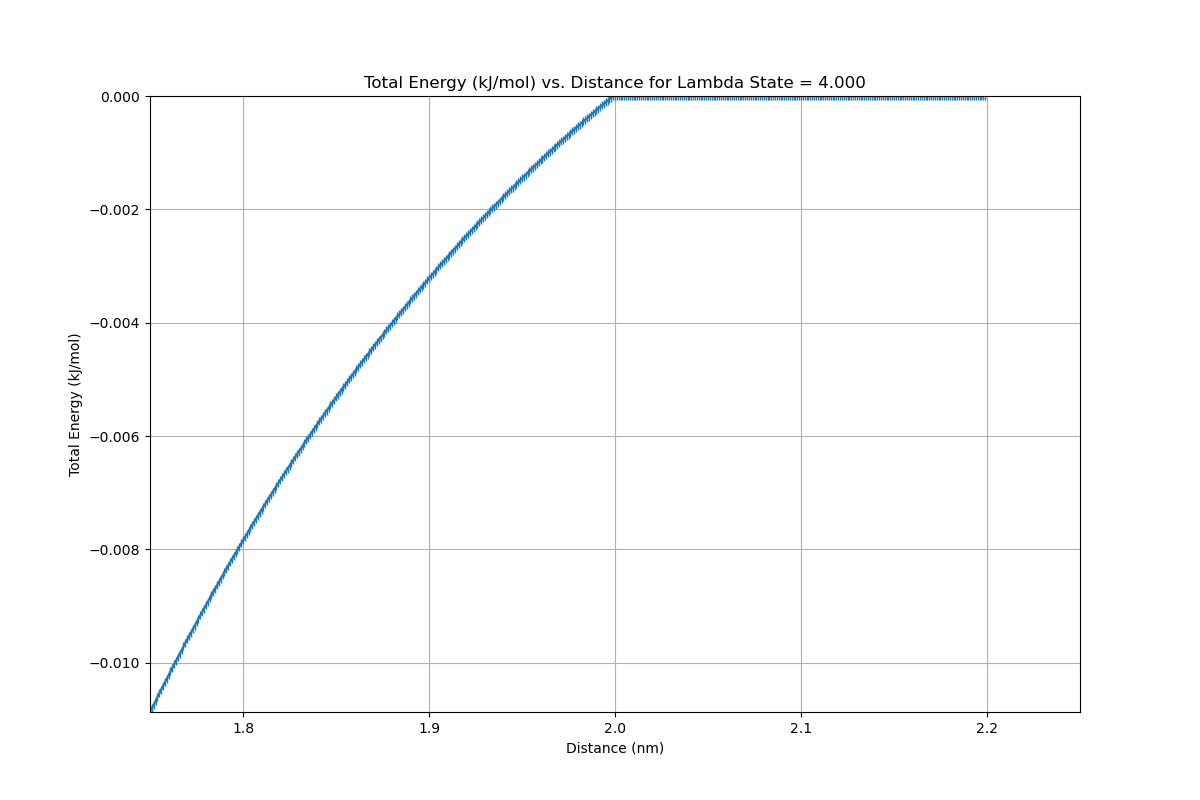 Total Energy (kJ/mol) vs. Distance for Lambda State = 4.000
0.000
−0.002
−0.004
−0.006
−0.008
−0.010
Total Energy (kJ/mol)
1.8 1.9 2.0 2.1 2.2
Distance (nm)